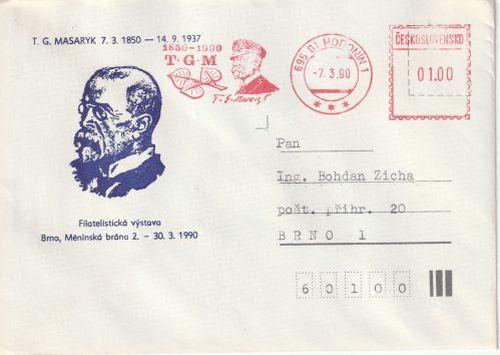 T. G. MASARYK 7. 3. 1850 — 14. 9. 1937
1850-1990
T·G·M
695 01 HODONÍN 1
-7. 3. 90
ČESKOSLOVENSKO
01.00
Pan
Ing. Bohdan Zicha
pošt. přihr. 20
BRNO 1
60100
Filatelistická výstava
Brno, Měninská brána 2. - 30. 3. 1990